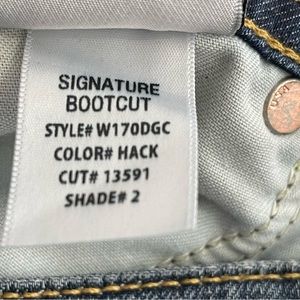 SIGNATURE
BOOTCUT
STYLE# W170DGC
COLOR# HACK
CUT# 13591
SHADE# 2